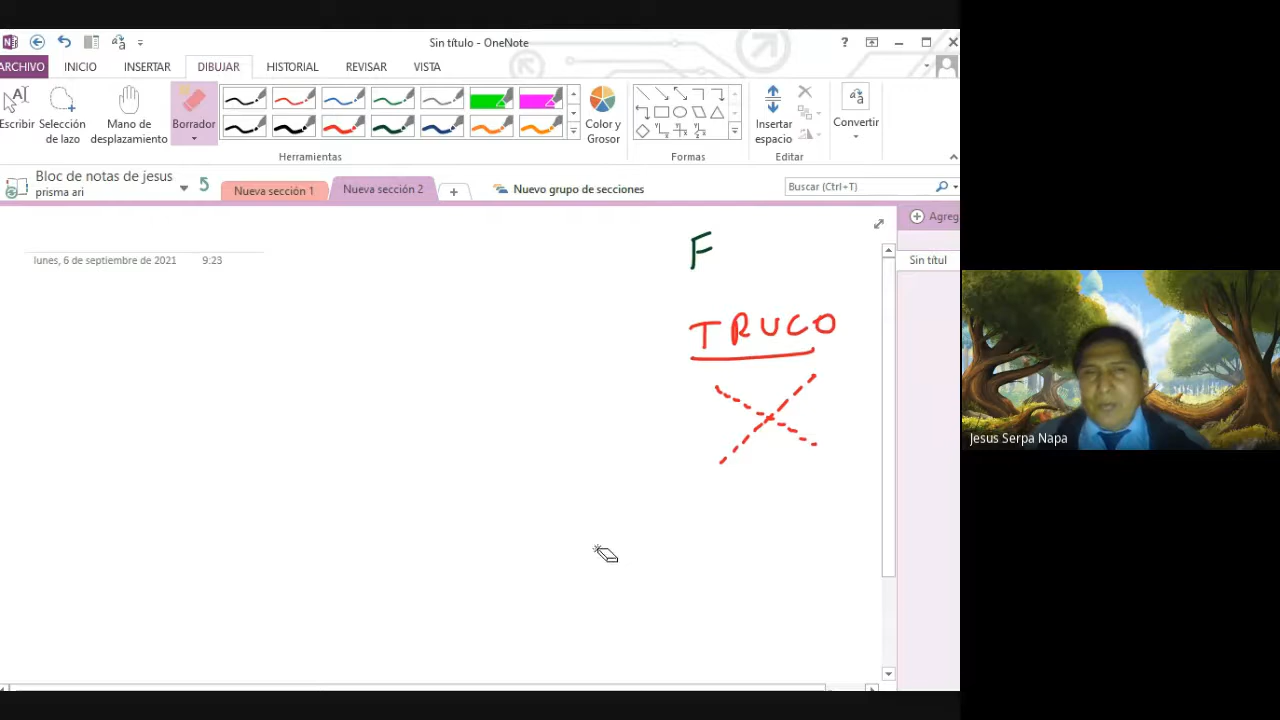 Sin título - OneNote
ARCHIVO INICIO INSERTAR DIBUJAR HISTORIAL REVISAR VISTA
Escribir Selección de lazo Mano de desplazamiento Borrador Color y Grosor Insertar espacio Convertir
Herramientas Formas Editar
Bloc de notas de jesus
prisma ari
Nueva sección 1 Nueva sección 2 + Nuevo grupo de secciones Buscar (Ctrl+T)
Agreg
Sin títul
lunes, 6 de septiembre de 2021 9:23
F
TRUCO
Jesus Serpa Napa